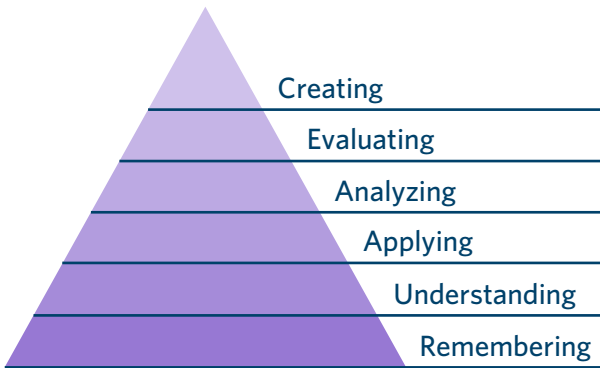 Creating
Evaluating
Analyzing
Applying
Understanding
Remembering